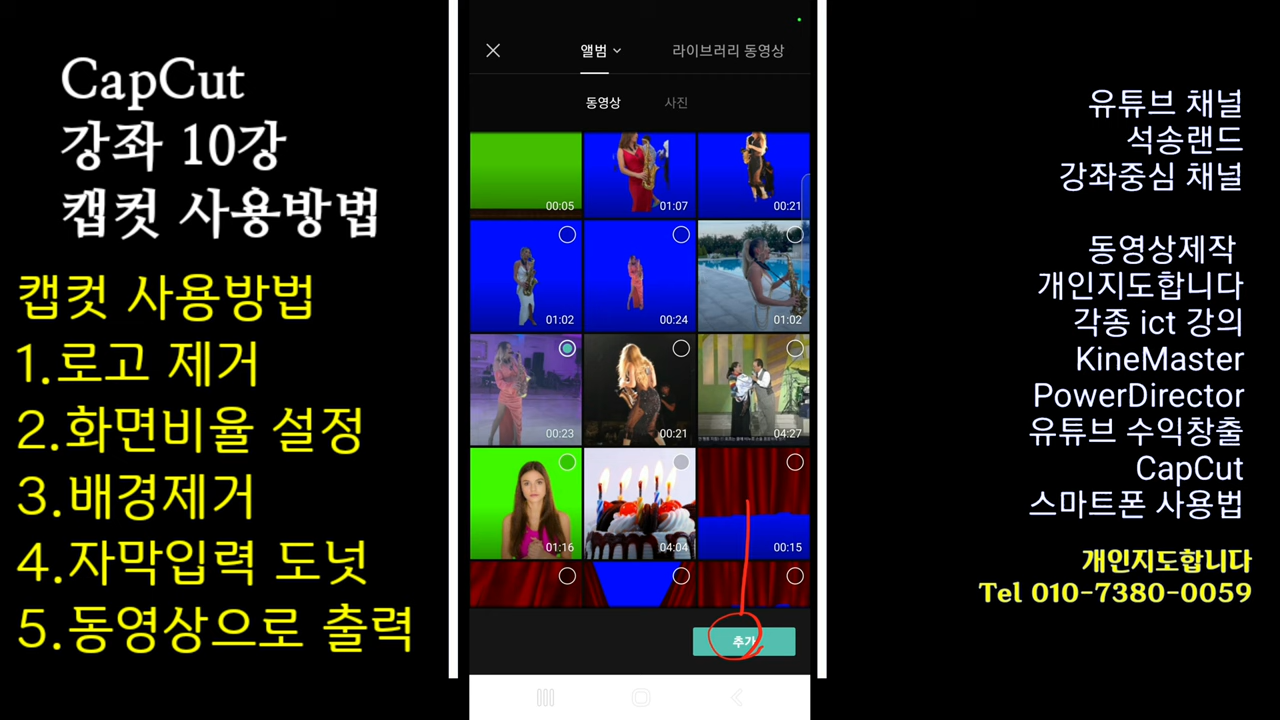 CapCut
강좌 10강
캡컷 사용방법
캡컷 사용방법
1.로고 제거
2.화면비율 설정
3.배경제거
4.자막입력 도넛
5.동영상으로 출력
앨범
라이브러리 동영상
동영상
사진
00:05
01:07
00:21
01:02
00:24
01:02
00:23
00:21
04:27
01:16
04:04
00:15
추가
유튜브 채널
석송랜드
강좌중심 채널
동영상제작
개인지도합니다
각종 ict 강의
KineMaster
PowerDirector
유튜브 수익창출
CapCut
스마트폰 사용법
개인지도합니다
Tel 010-7380-0059